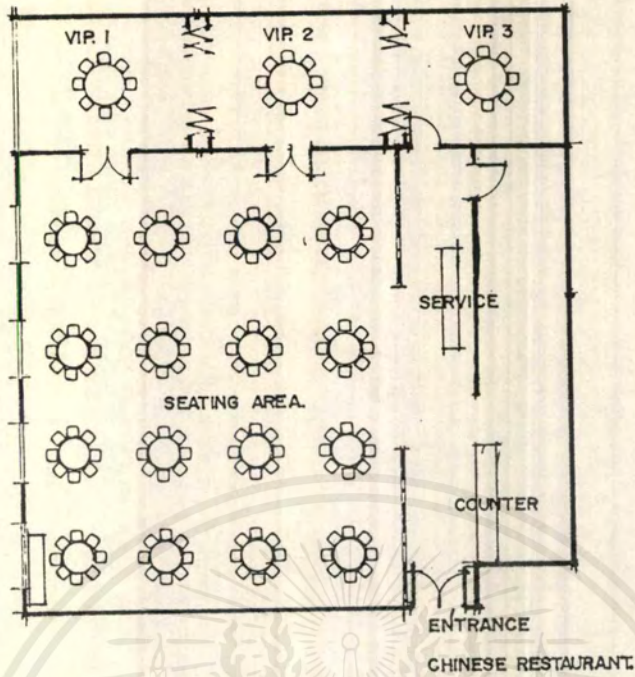 VIP. 1
VIP. 2
VIP. 3
SERVICE
SEATING AREA.
COUNTER
ENTRANCE
CHINESE RESTAURANT.